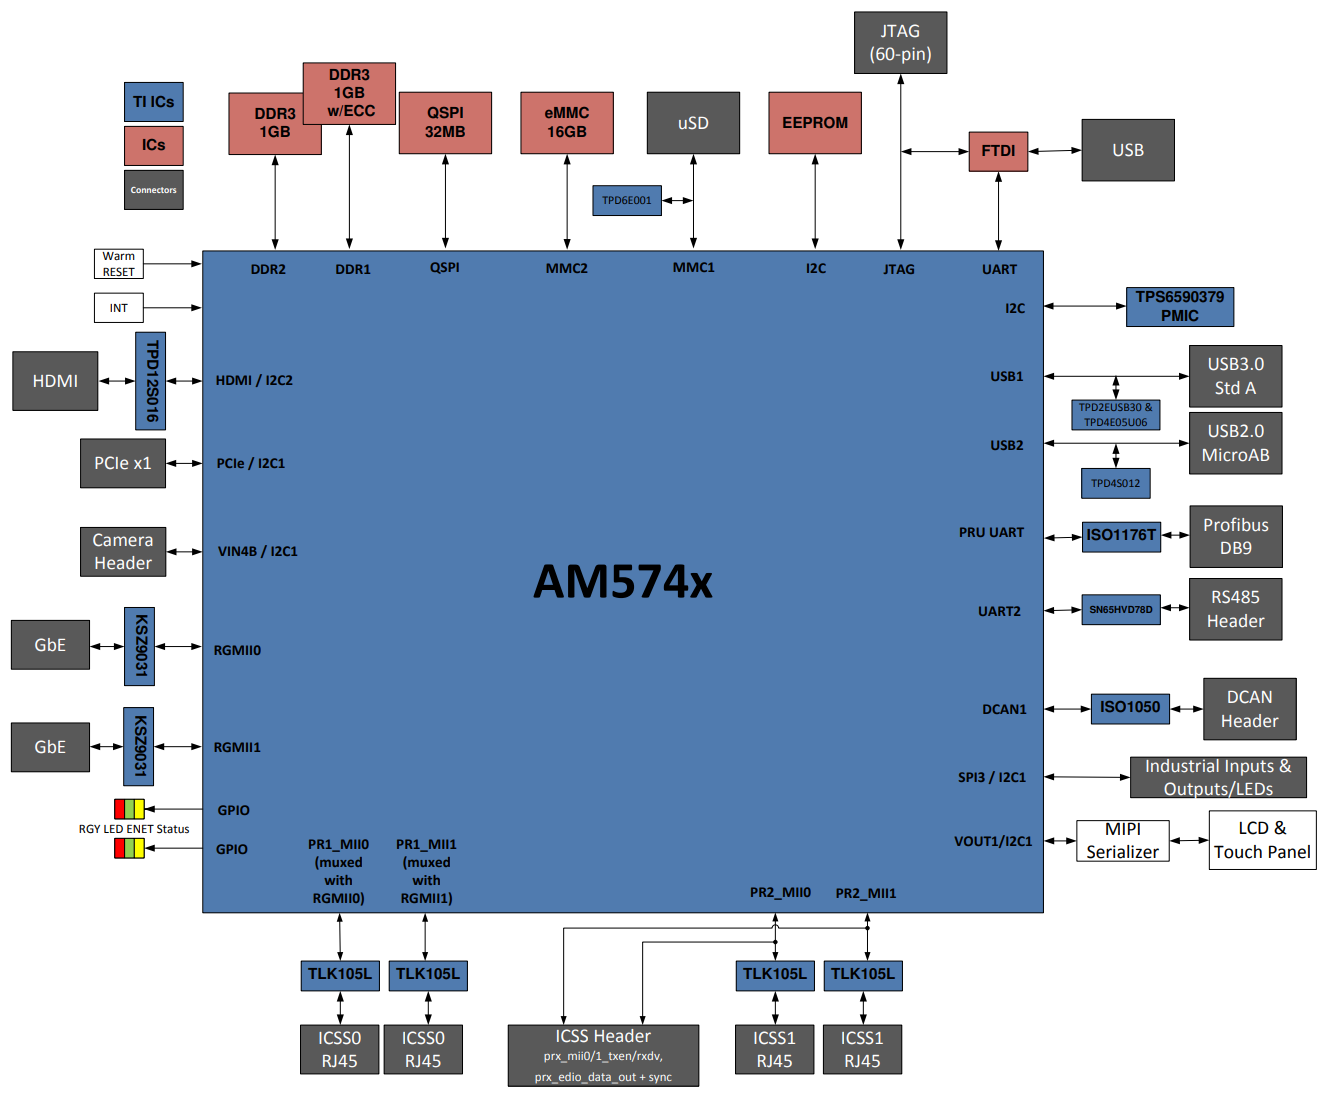 JTAG
(60-pin)
DDR3
1GB
w/ECC
DDR3
1GB
QSPI
32MB
eMMC
16GB
uSD
EEPROM
FTDI
USB
TI ICs
ICs
Connectors
TPD6E001
Warm
RESET
INT
DDR2
DDR1
QSPI
MMC2
MMC1
I2C
JTAG
UART
I2C
TPS6590379
PMIC
HDMI
TPD12S016
HDMI / I2C2
USB1
USB3.0
Std A
TPD2EUSB30 &
TPD4E05U06
USB2
USB2.0
MicroAB
TPD4S012
PCIe x1
PCIe / I2C1
Camera
Header
VIN4B / I2C1
PRU UART
ISO1176T
Profibus
DB9
AM574x
UART2
SN65HVD78D
RS485
Header
GbE
KSZ9031
RGMII0
GbE
KSZ9031
RGMII1
DCAN1
ISO1050
DCAN
Header
SPI3 / I2C1
Industrial Inputs &
Outputs/LEDs
GPIO
RGY LED ENET Status
GPIO
VOUT1/I2C1
MIPI
Serializer
LCD &
Touch Panel
PR1_MII0
(muxed
with
RGMII0)
PR1_MII1
(muxed
with
RGMII1)
PR2_MII0
PR2_MII1
TLK105L
TLK105L
TLK105L
TLK105L
ICSS0
RJ45
ICSS0
RJ45
ICSS Header
prx_mii0/1_txen/rxdv,
prx_edio_data_out + sync
ICSS1
RJ45
ICSS1
RJ45